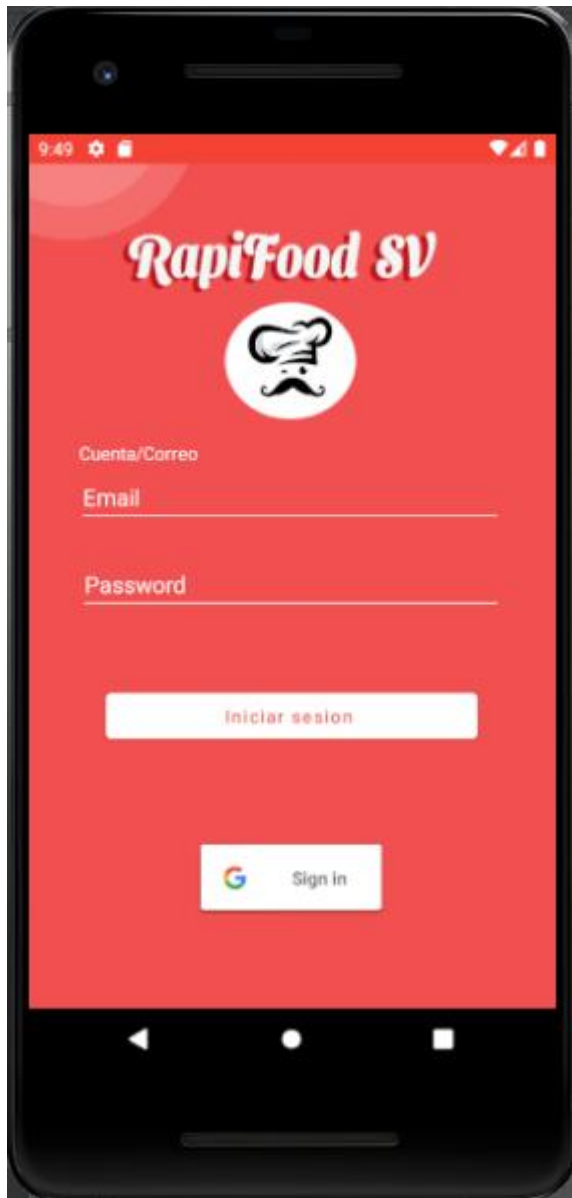 9:49
RapiFood SV
Cuenta/Correo
Email
Password
Iniciar sesion
Sign in